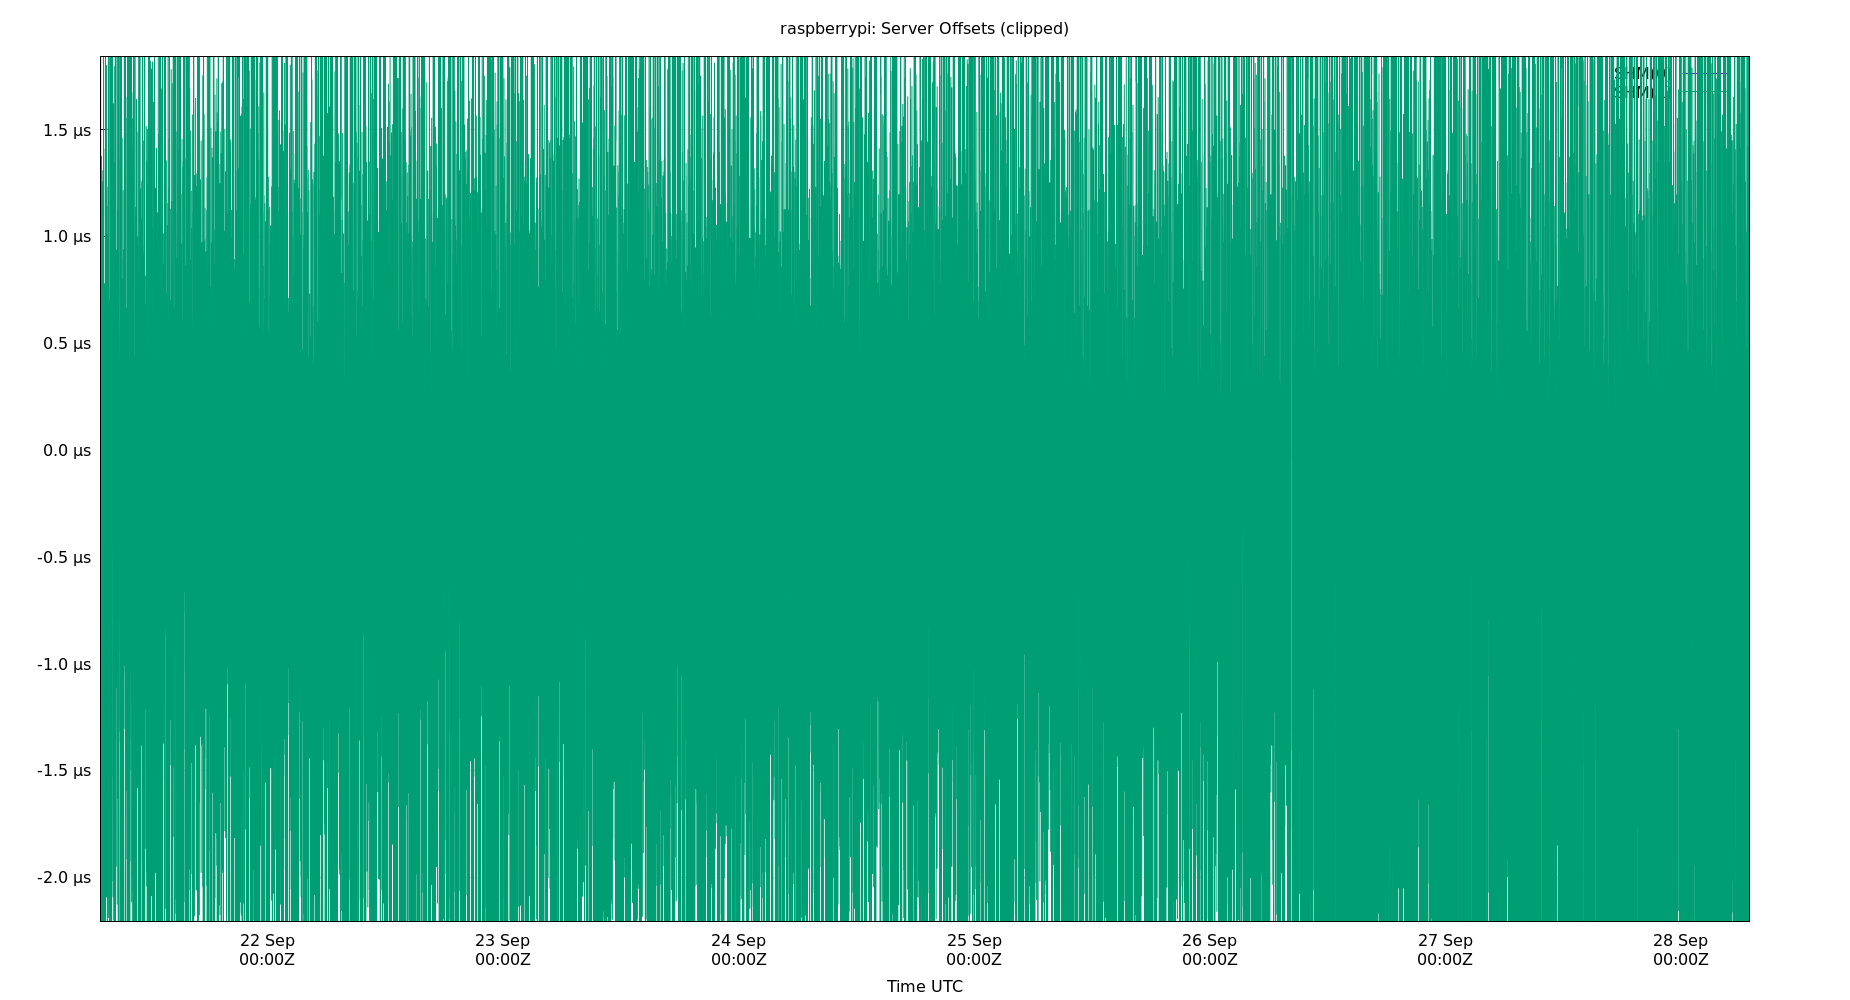 raspberrypi: Server Offsets (clipped)
1.5 µs
1.0 µs
0.5 µs
0.0 µs
-0.5 µs
-1.0 µs
-1.5 µs
-2.0 µs
22 Sep 23 Sep 24 Sep 25 Sep 26 Sep 27 Sep 28 Sep
00:00Z 00:00Z 00:00Z 00:00Z 00:00Z 00:00Z 00:00Z
Time UTC